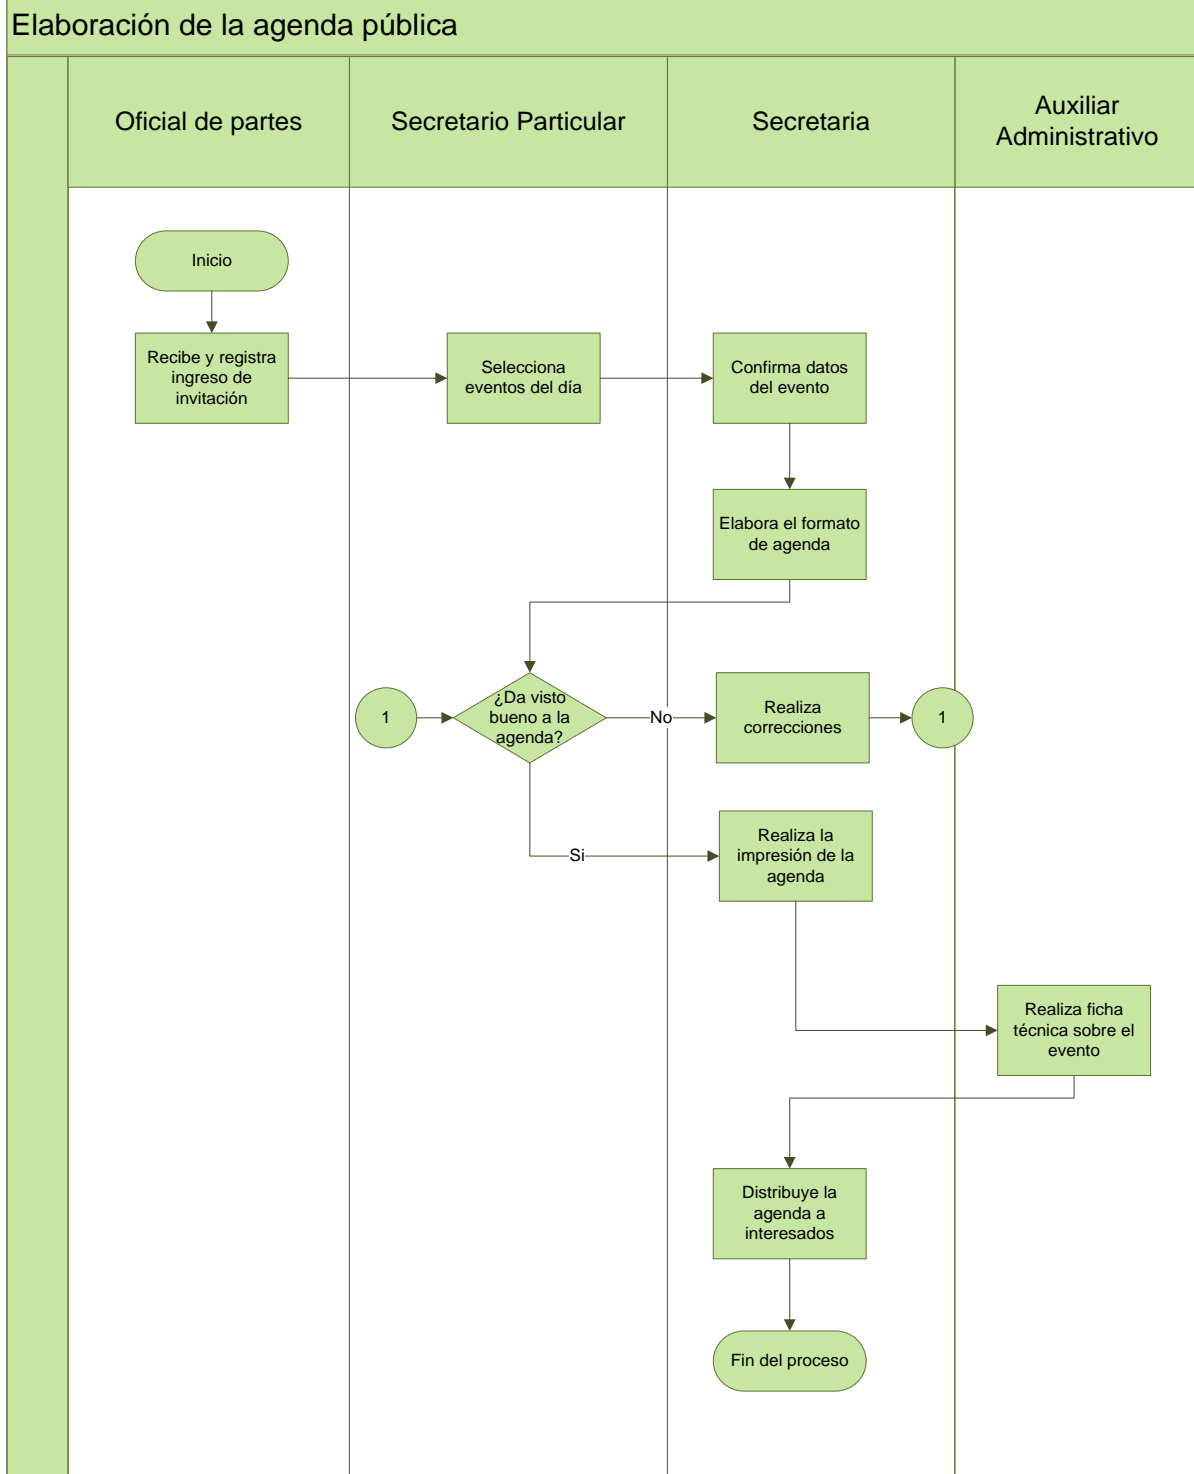 Elaboración de la agenda pública
Oficial de partes
Secretario Particular
Secretaria
Auxiliar
Administrativo
Inicio
Recibe y registra
ingreso de
invitación
Selecciona
eventos del día
Confirma datos
del evento
Elabora el formato
de agenda
1
¿Da visto
bueno a la
agenda?
No
Realiza
correcciones
1
Si
Realiza la
impresión de la
agenda
Realiza ficha
técnica sobre el
evento
Distribuye la
agenda a
interesados
Fin del proceso